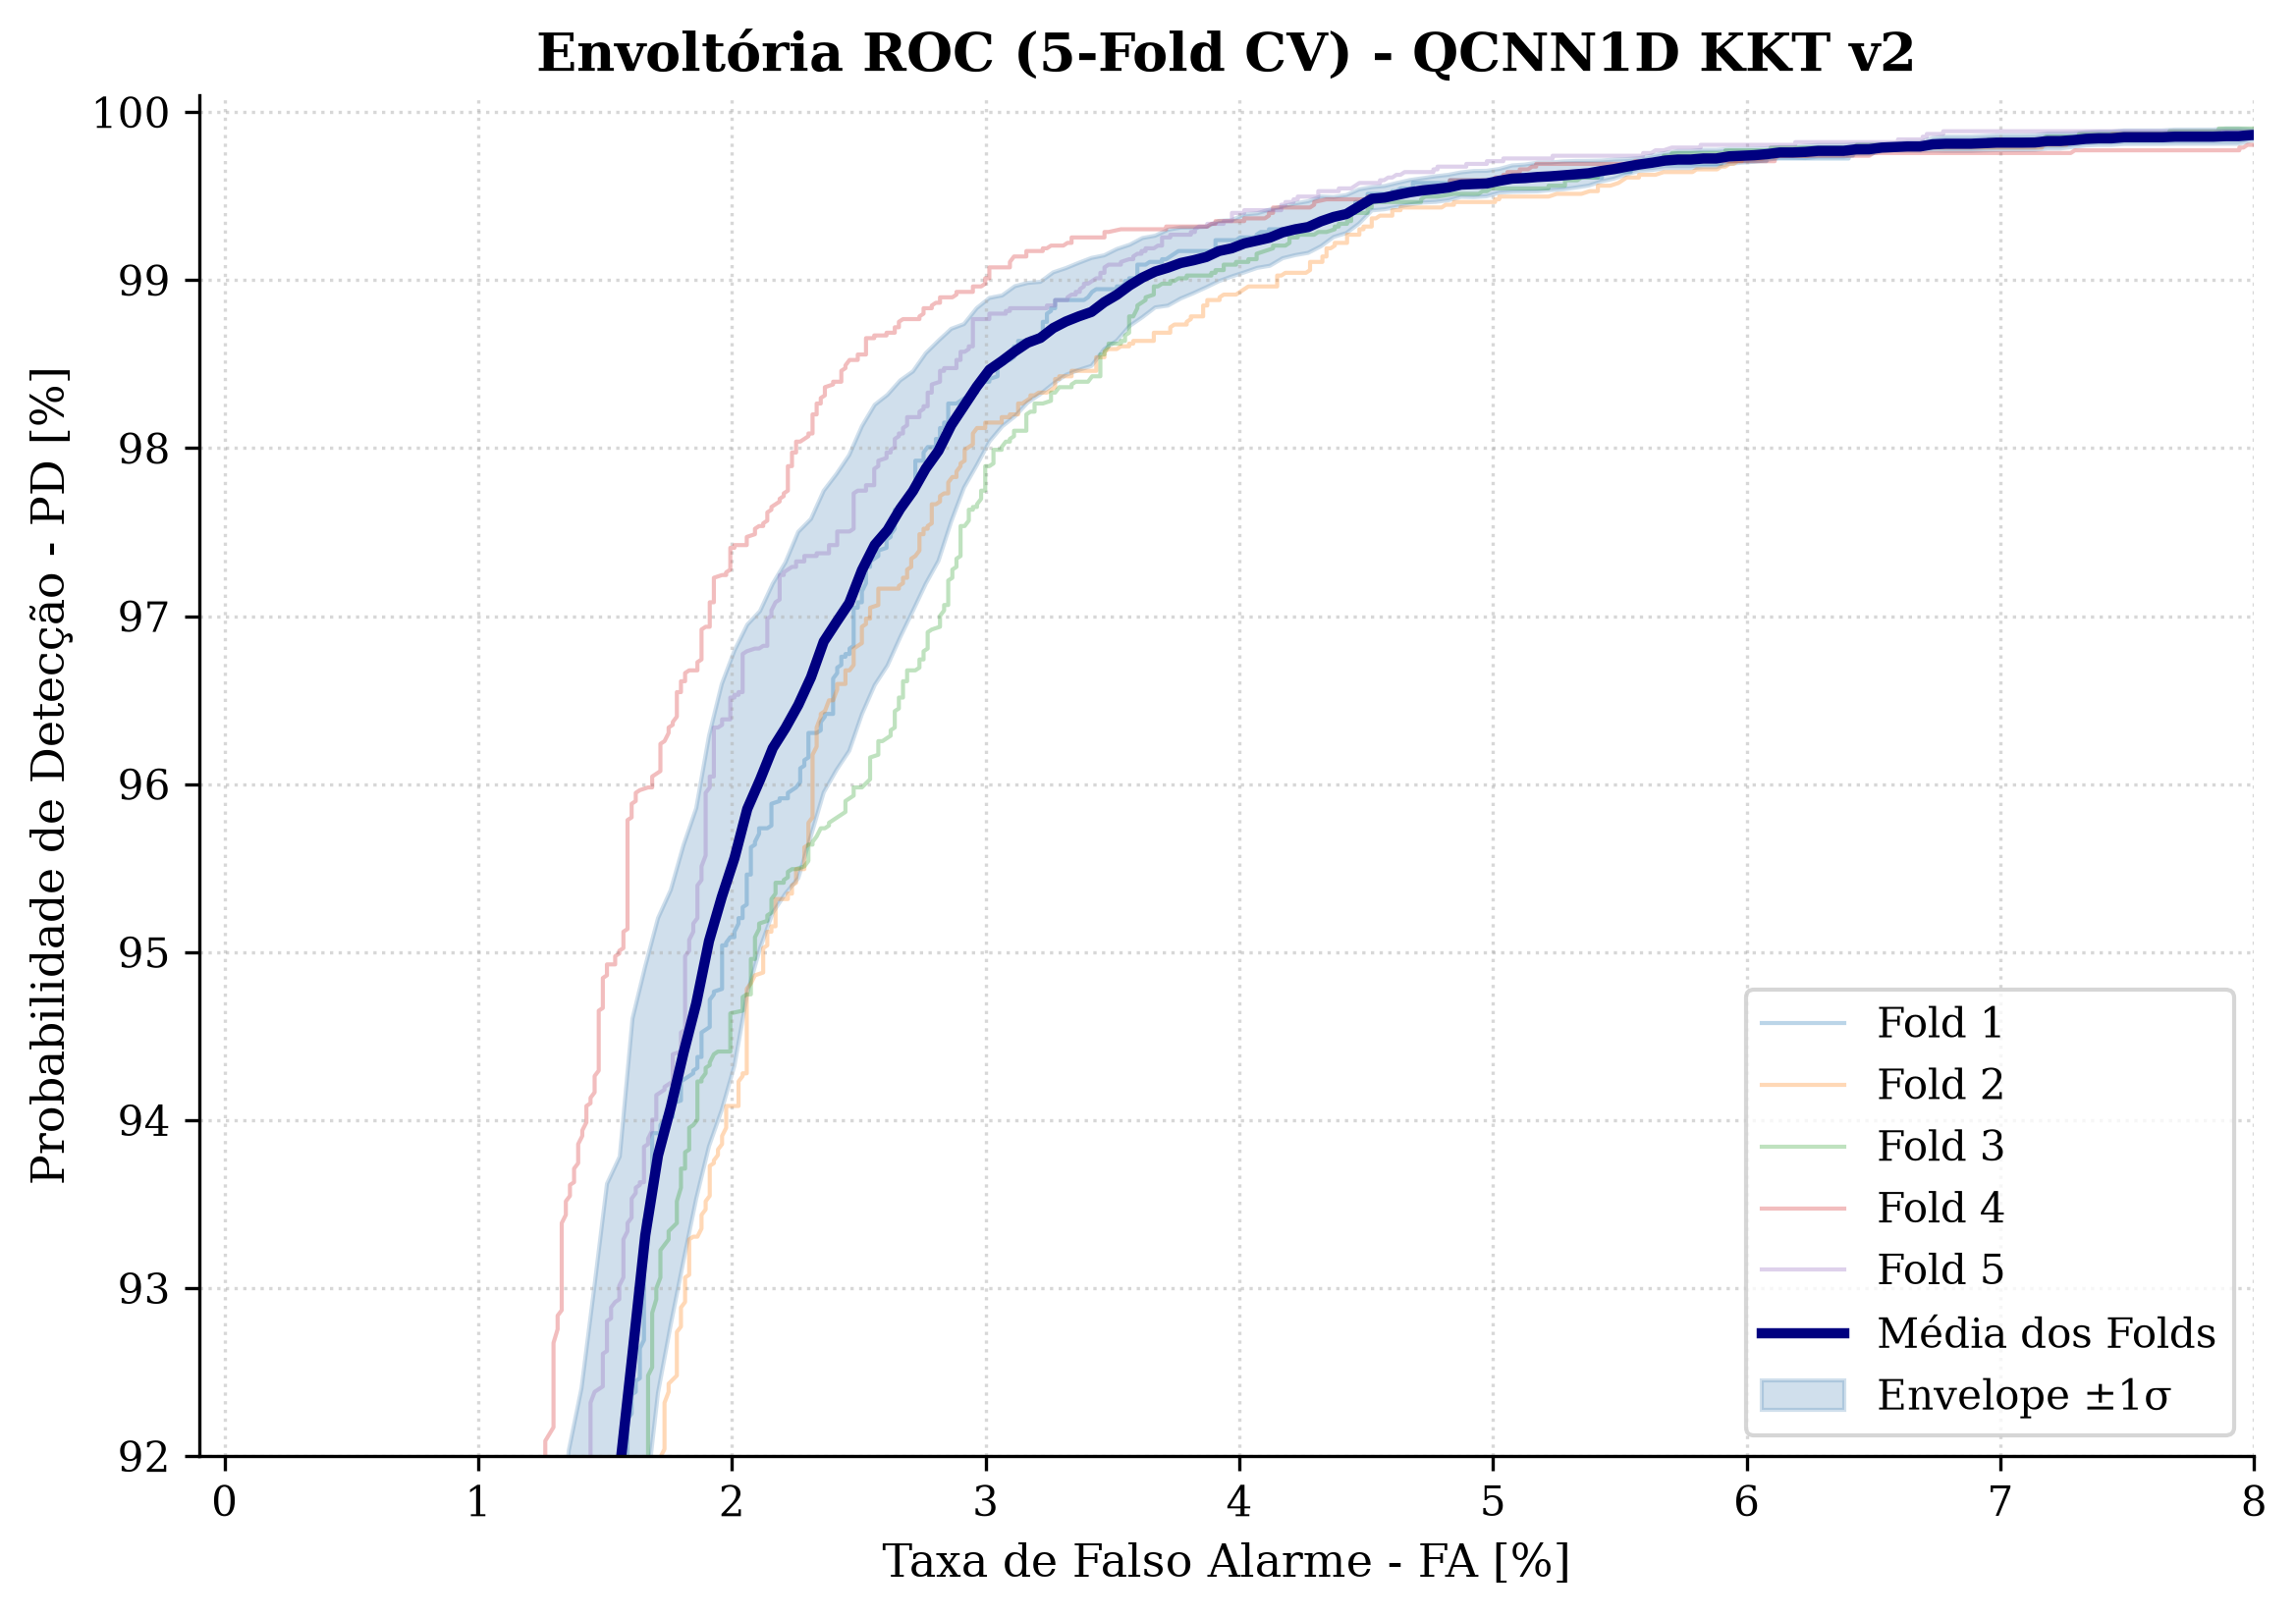 Envoltória ROC (5-Fold CV) - QCNN1D KKT v2
Probabilidade de Detecção - PD [%]
100
99
98
97
96
95
94
93
92
Fold 1
Fold 2
Fold 3
Fold 4
Fold 5
Média dos Folds
Envelope ±1σ
0 1 2 3 4 5 6 7 8
Taxa de Falso Alarme - FA [%]